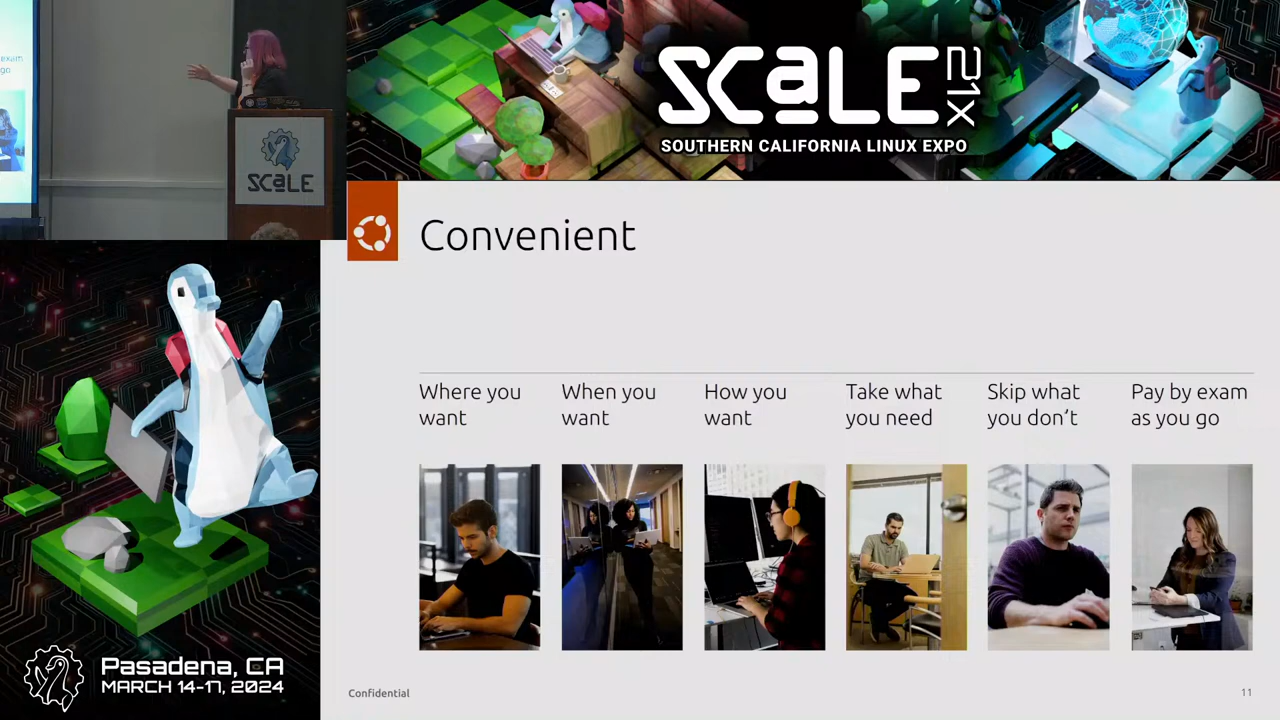 exam
go
SCALE
SCaLE 21X
SOUTHERN CALIFORNIA LINUX EXPO
Convenient
Where you
want
When you
want
How you
want
Take what
you need
Skip what
you don't
Pay by exam
as you go
Pasadena, CA
MARCH 14-17, 2024
Confidential
11